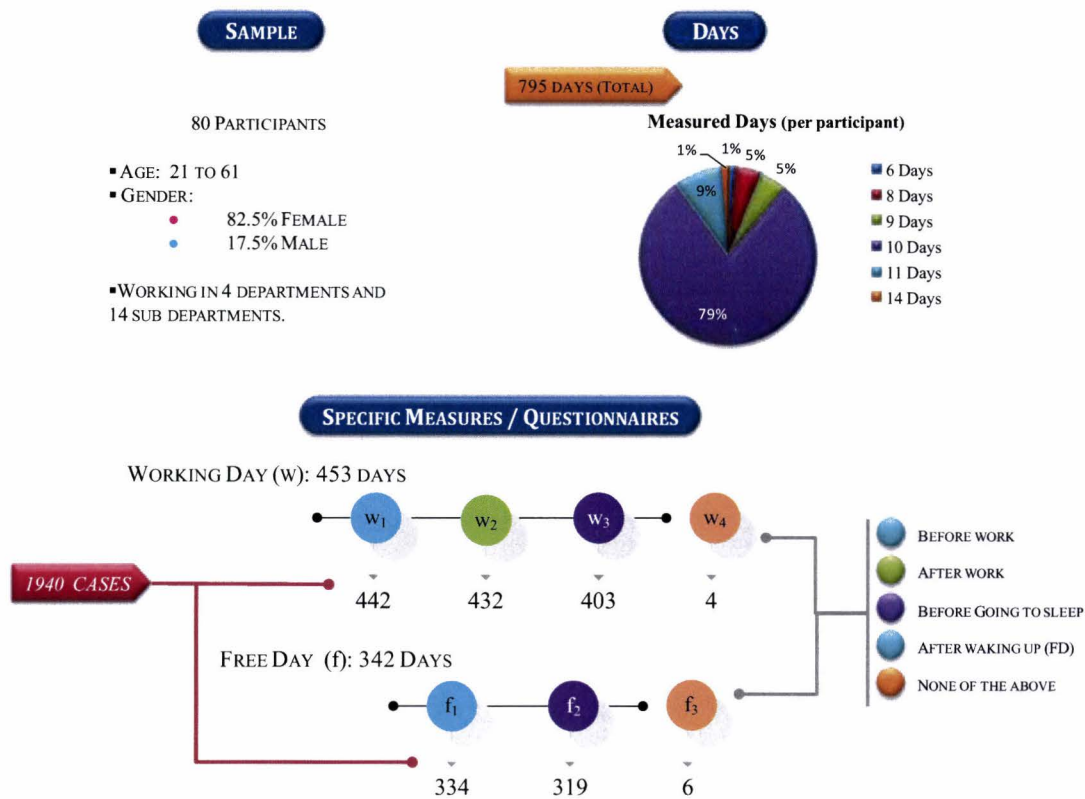 SAMPLE
80 PARTICIPANTS
▪ AGE: 21 TO 61
▪ GENDER:
• 82.5% FEMALE
• 17.5% MALE
▪WORKING IN 4 DEPARTMENTS AND
14 SUB DEPARTMENTS.
DAYS
795 DAYS (TOTAL)
Measured Days (per participant)
1%
1%
5%
5%
9%
79%
6 Days
8 Days
9 Days
10 Days
11 Days
14 Days
SPECIFIC MEASURES / QUESTIONNAIRES
WORKING DAY (W): 453 DAYS
w₁ w₂ w₃ w₄
442 432 403 4
1940 CASES
FREE DAY (f): 342 DAYS
f₁ f₂ f₃
334 319 6
BEFORE WORK
AFTER WORK
BEFORE GOING TO SLEEP
AFTER WAKING UP (FD)
NONE OF THE ABOVE